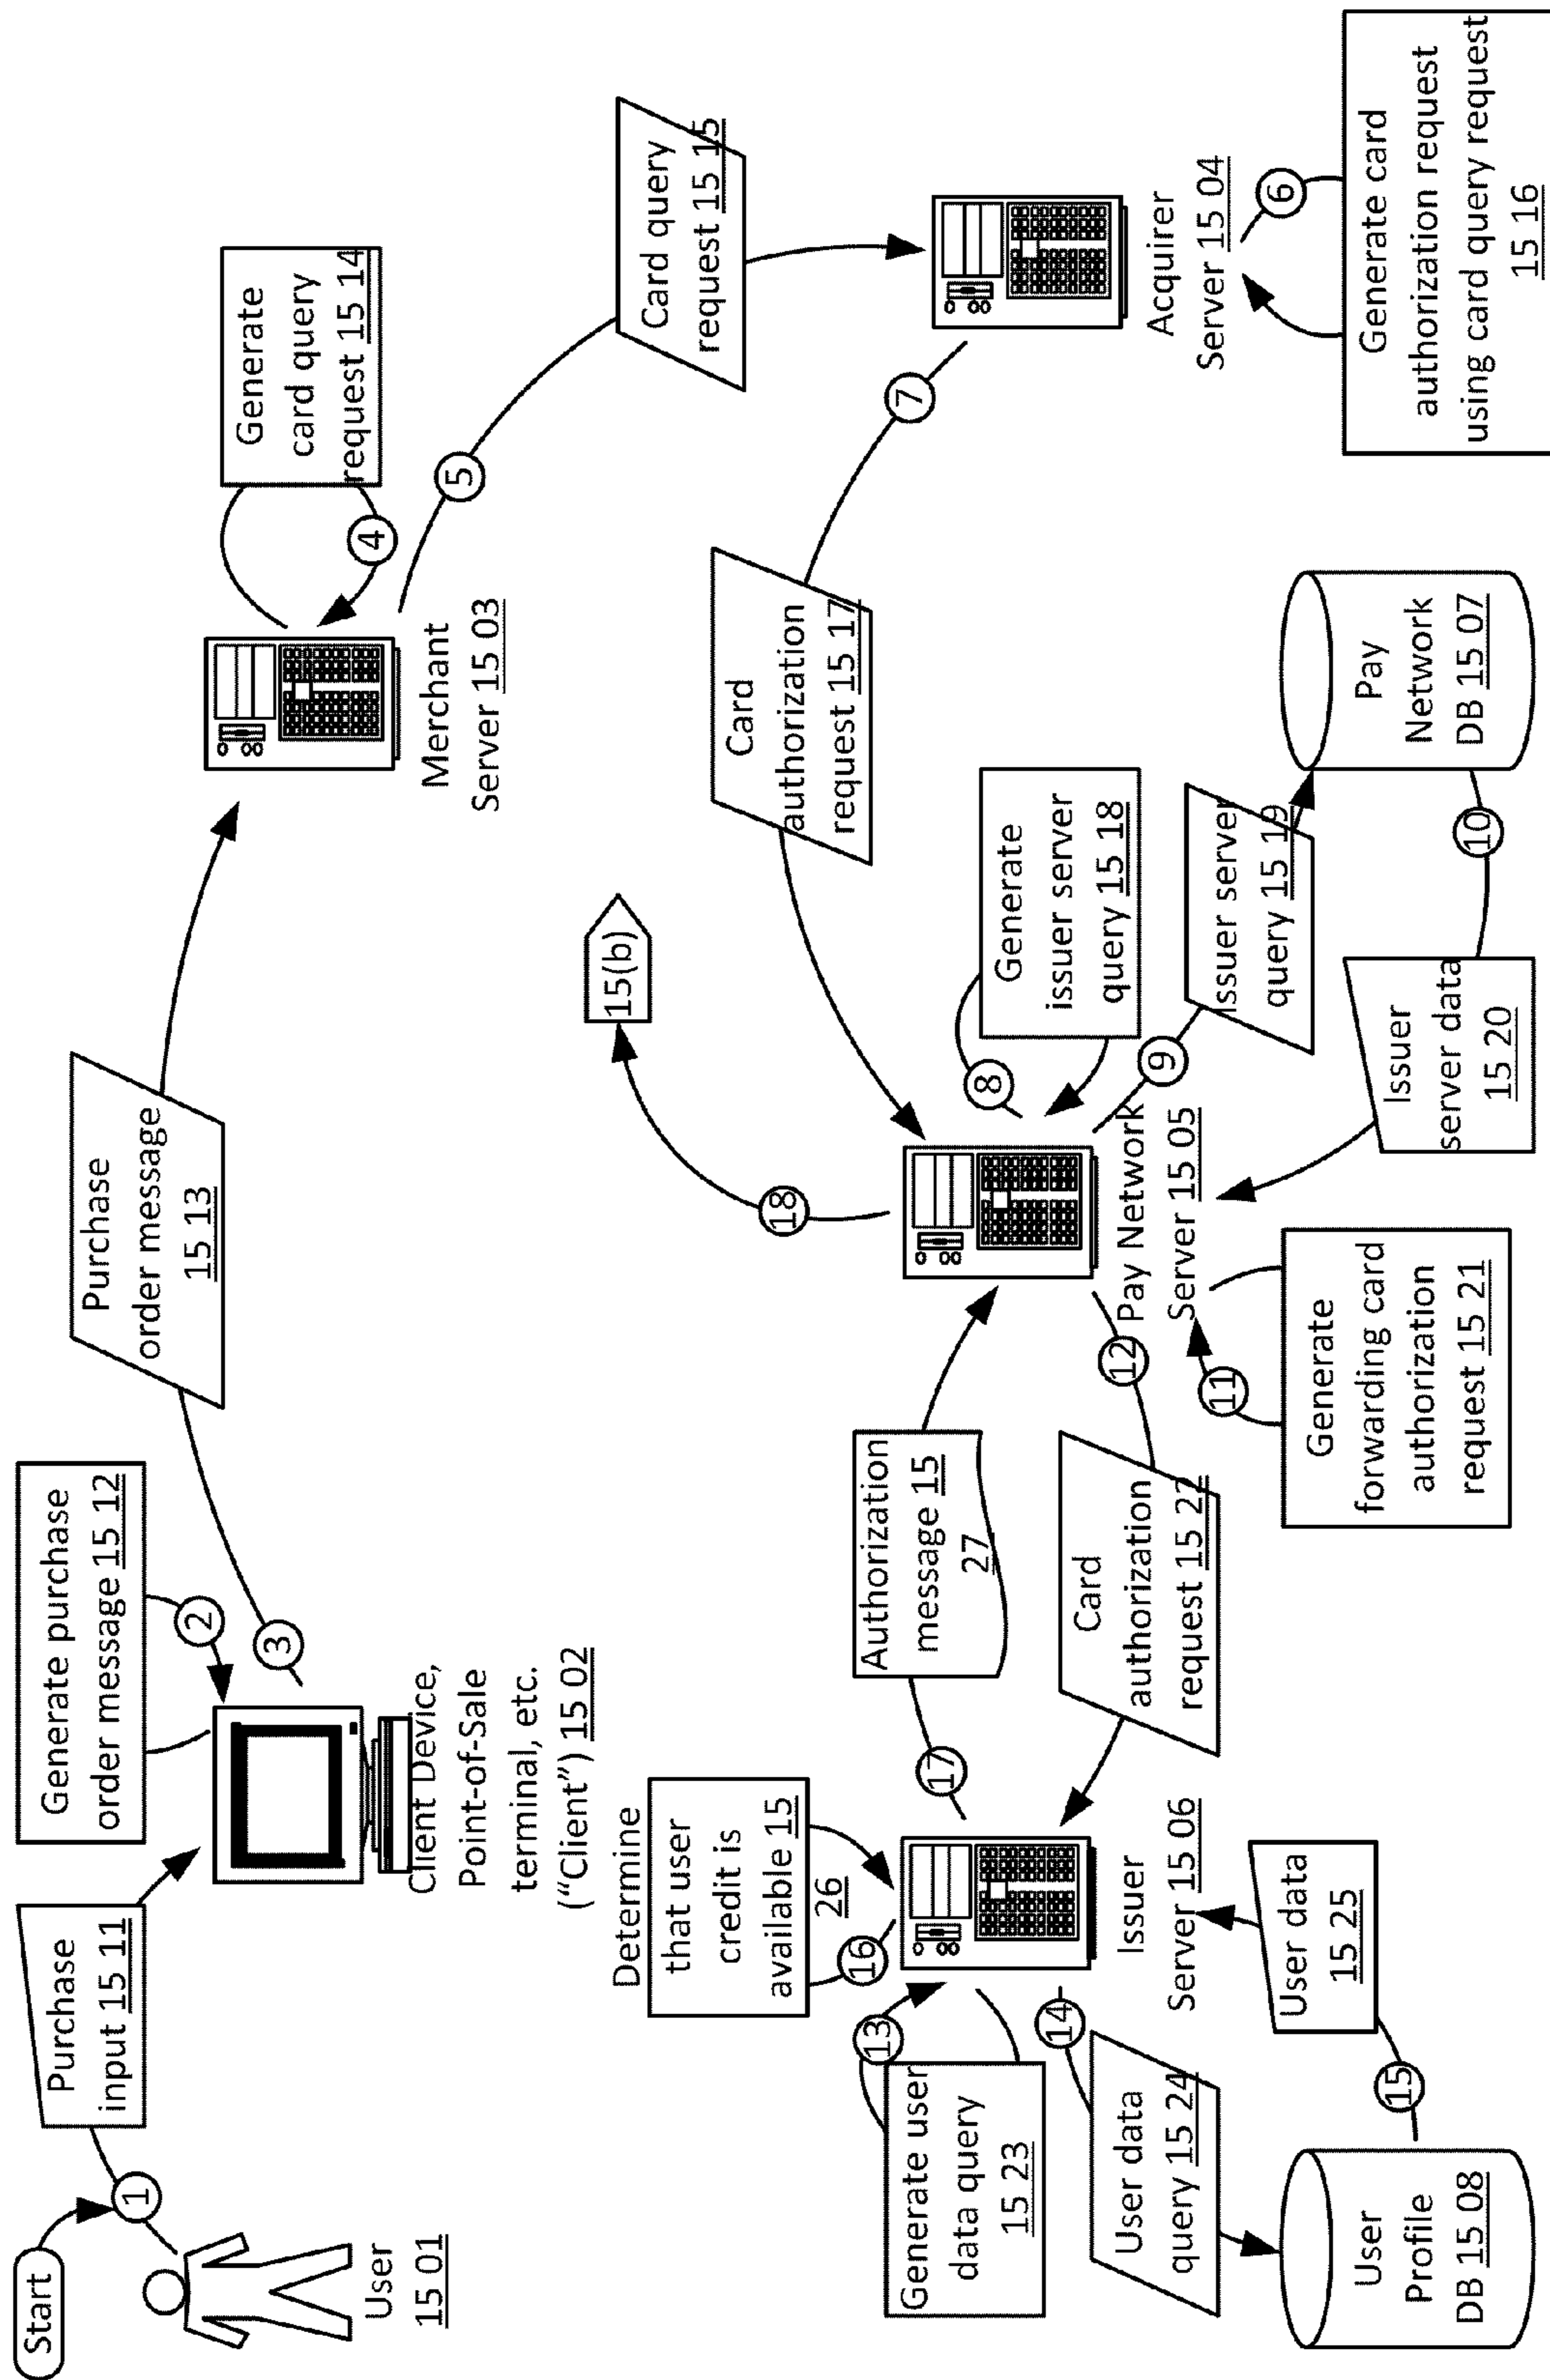 Start
1
User
15 01
Purchase
input 15 11
Generate purchase
order message 15 12
2
3
Client Device,
Point-of-Sale
terminal, etc.
("Client") 15 02
Purchase
order message
15 13
Merchant
Server 15 03
Generate
card query
request 15 14
4
5
Card query
request 15 15
Acquirer
Server 15 04
6
Generate card
authorization request
using card query request
15 16
7
Card
authorization
request 15 17
15(b)
18
Generate
issuer server
query 15 18
8
9
Issuer server
query 15 19
Pay
Network
DB 15 07
10
Issuer
server data
15 20
Pay Network
Server 15 05
11
Generate
forwarding card
authorization
request 15 21
12
Card
authorization
request 15 22
Authorization
message 15
27
17
Determine
that user
credit is
available 15
26
16
Issuer
Server 15 06
13
Generate user
data query
15 23
14
User data
query 15 24
User
Profile
DB 15 08
15
User data
15 25